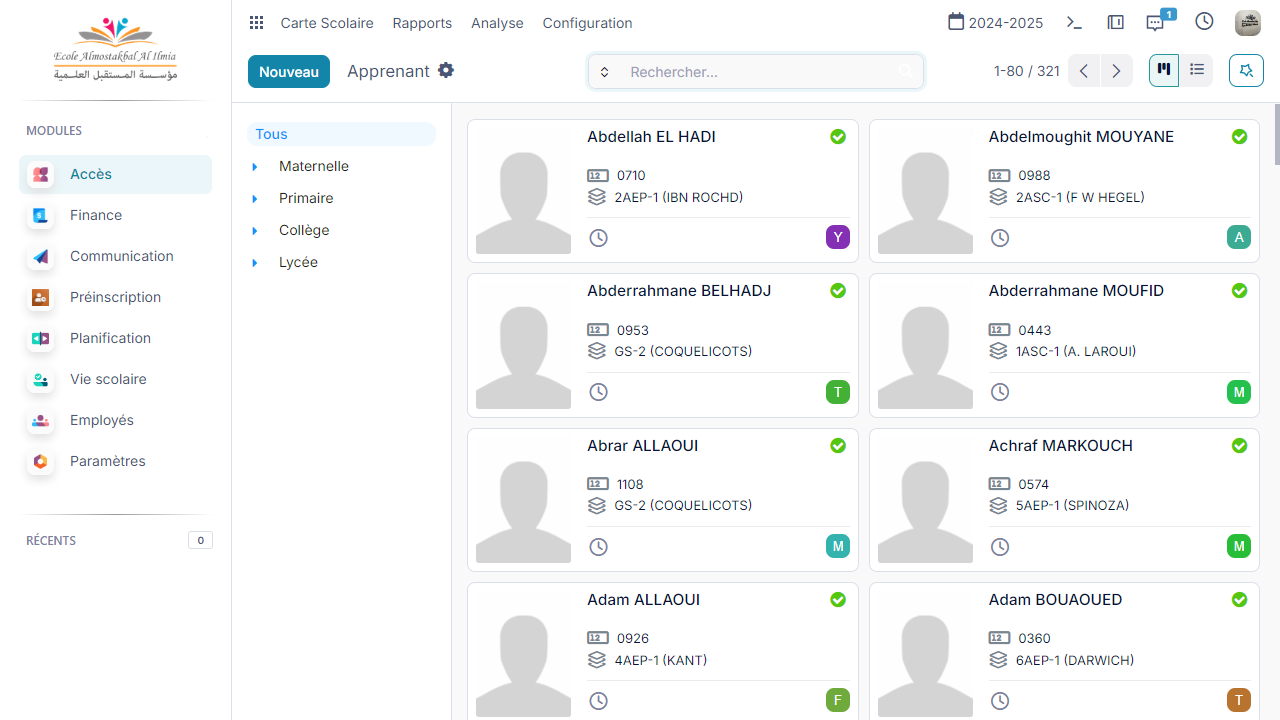 Ecole Almostakbal Al Ilmia
مؤسسة المستقبل العلمية
MODULES
Accès
Finance
Communication
Préinscription
Planification
Vie scolaire
Employés
Paramètres
RÉCENTS 0
Carte Scolaire Rapports Analyse Configuration 2024-2025 1
Nouveau Apprenant Rechercher... 1-80 / 321
Tous
Maternelle
Primaire
Collège
Lycée
Abdellah EL HADI
0710
2AEP-1 (IBN ROCHD)
Y
Abdelmoughit MOUYANE
0988
2ASC-1 (F W HEGEL)
A
Abderrahmane BELHADJ
0953
GS-2 (COQUELICOTS)
T
Abderrahmane MOUFID
0443
1ASC-1 (A. LAROUI)
M
Abrar ALLAOUI
1108
GS-2 (COQUELICOTS)
M
Achraf MARKOUCH
0574
5AEP-1 (SPINOZA)
M
Adam ALLAOUI
0926
4AEP-1 (KANT)
F
Adam BOUAOUED
0360
6AEP-1 (DARWICH)
T